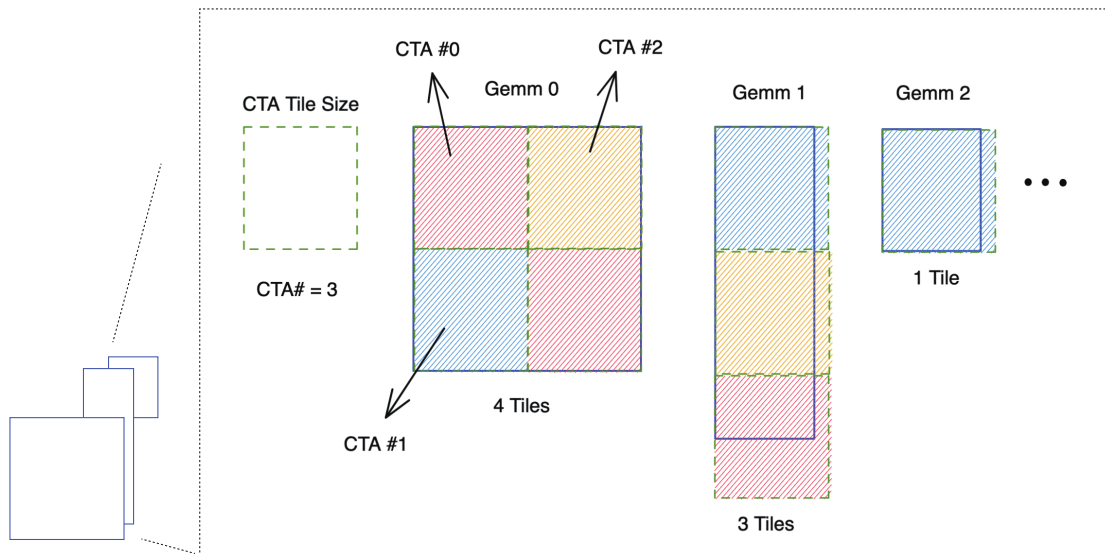 CTA #0
CTA #2
Gemm 0
Gemm 1
Gemm 2
CTA Tile Size
CTA# = 3
1 Tile
4 Tiles
CTA #1
3 Tiles